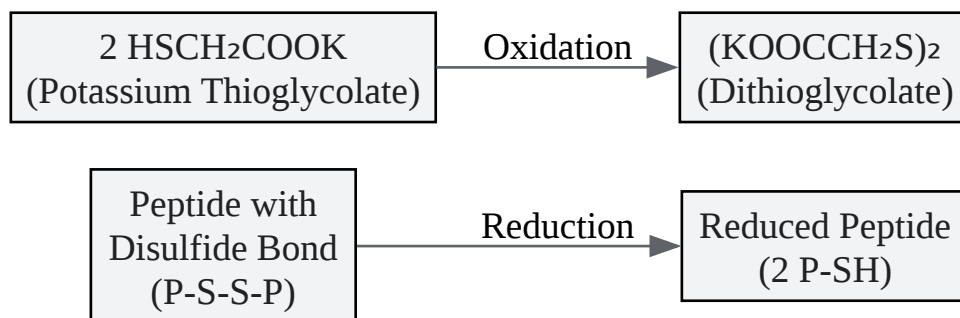 2 HSCH₂COOK
(Potassium Thioglycolate)
Oxidation
(KOOCCH₂S)₂
(Dithioglycolate)
Peptide with
Disulfide Bond
(P-S-S-P)
Reduction
Reduced Peptide
(2 P-SH)